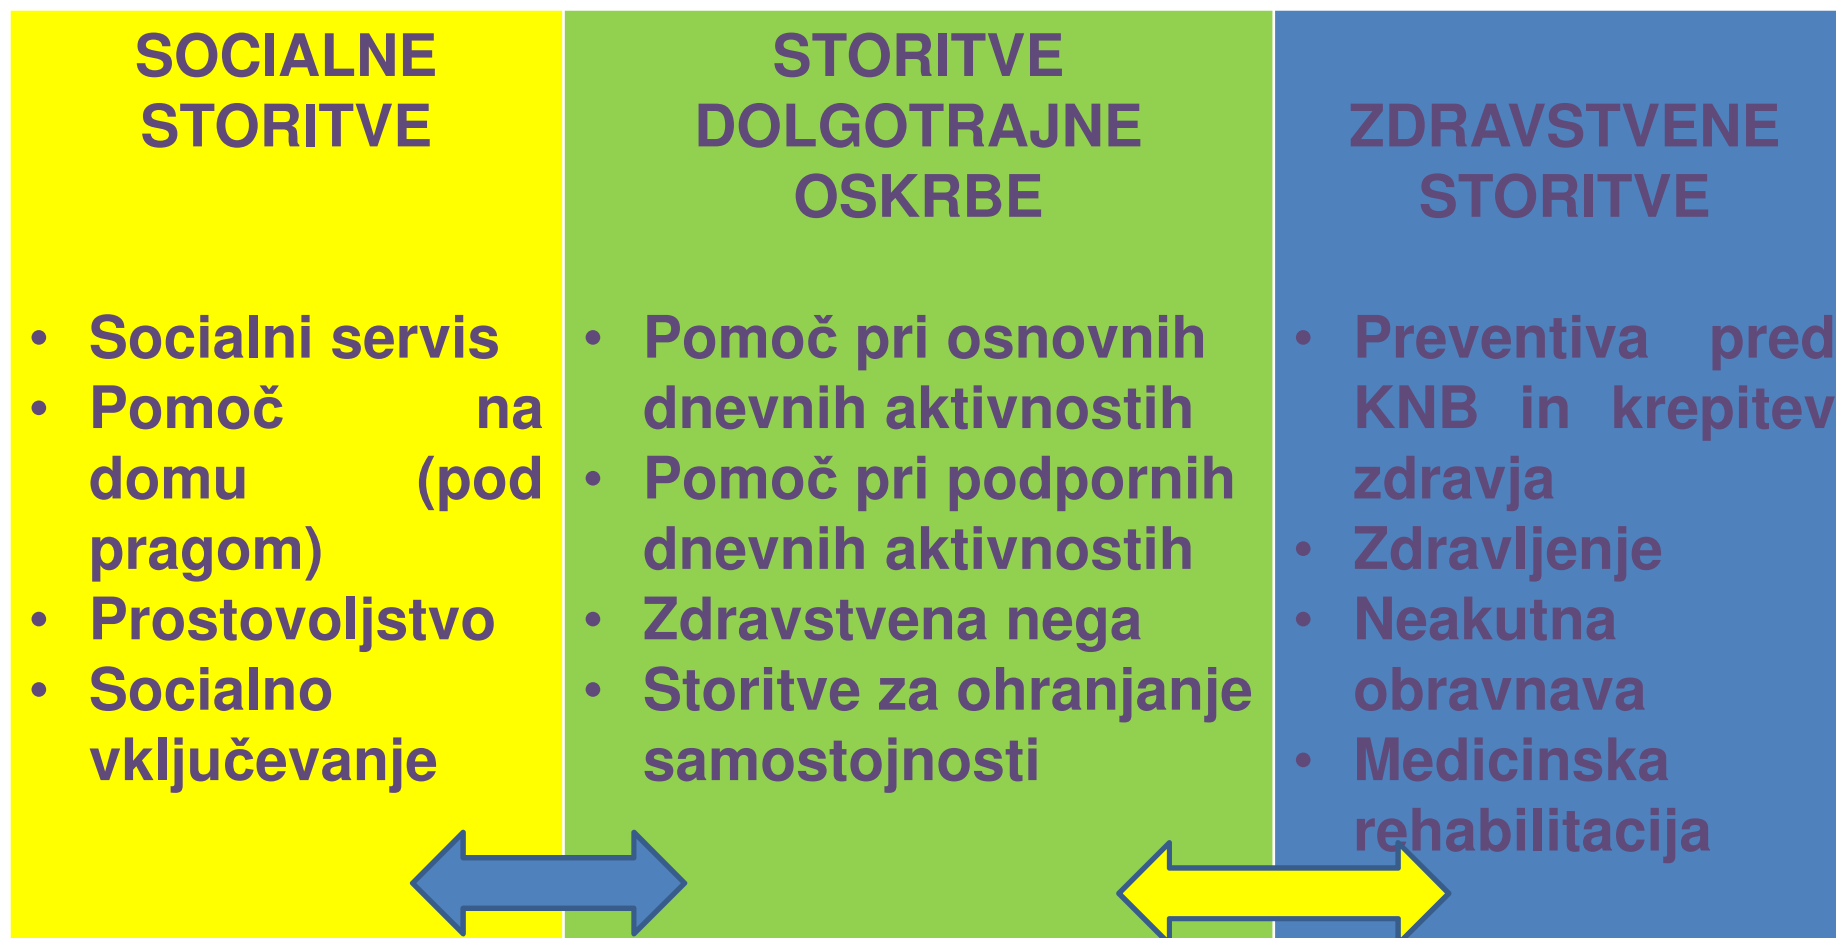 SOCIALNE
STORITVE
• Socialni servis
• Pomoč na
domu (pod
pragom)
• Prostovoljstvo
• Socialno
vključevanje
STORITVE
DOLGOTRAJNE
OSKRBE
• Pomoč pri osnovnih
dnevnih aktivnostih
• Pomoč pri podpornih
dnevnih aktivnostih
• Zdravstvena nega
• Storitve za ohranjanje
samostojnosti
ZDRAVSTVENE
STORITVE
• Preventiva pred
KNB in krepitev
zdravja
• Zdravljenje
• Neakutna
obravnava
• Medicinska
rehabilitacija